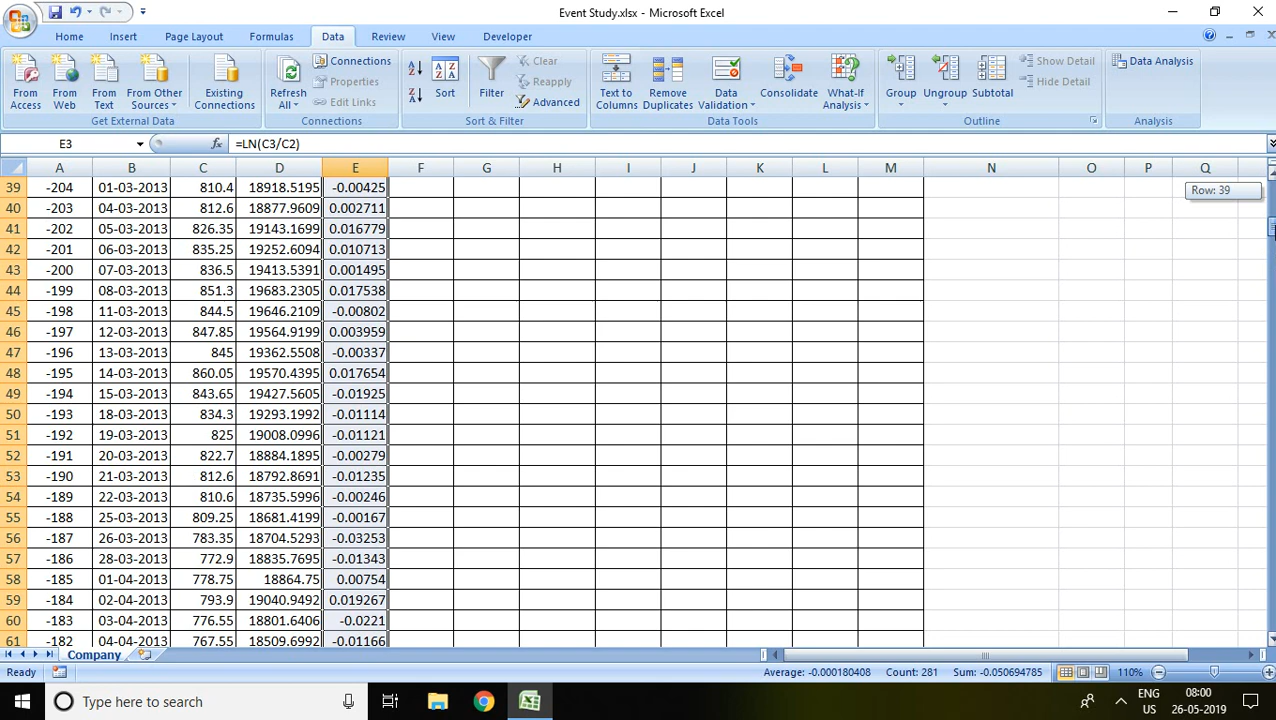 Event Study.xlsx - Microsoft Excel
Home Insert Page Layout Formulas Data Review View Developer
From Access
From Web
From Text
From Other Sources
Existing Connections
Get External Data
Refresh All
Connections
Properties
Edit Links
Connections
Sort
Filter
Clear
Reapply
Advanced
Sort & Filter
Text to Columns
Remove Duplicates
Data Validation
Consolidate
What-If Analysis
Data Tools
Group
Ungroup
Subtotal
Show Detail
Hide Detail
Outline
Data Analysis
Analysis
E3 fx =LN(C3/C2)
A B C D E F G H I J K L M N O P Q
39 -204 01-03-2013 810.4 18918.5195 -0.00425
Row: 39
40 -203 04-03-2013 812.6 18877.9609 0.002711
41 -202 05-03-2013 826.35 19143.1699 0.016779
42 -201 06-03-2013 835.25 19252.6094 0.010713
43 -200 07-03-2013 836.5 19413.5391 0.001495
44 -199 08-03-2013 851.3 19683.2305 0.017538
45 -198 11-03-2013 844.5 19646.2109 -0.00802
46 -197 12-03-2013 847.85 19564.9199 0.003959
47 -196 13-03-2013 845 19362.5508 -0.00337
48 -195 14-03-2013 860.05 19570.4395 0.017654
49 -194 15-03-2013 843.65 19427.5605 -0.01925
50 -193 18-03-2013 834.3 19293.1992 -0.01114
51 -192 19-03-2013 825 19008.0996 -0.01121
52 -191 20-03-2013 822.7 18884.1895 -0.00279
53 -190 21-03-2013 812.6 18792.8691 -0.01235
54 -189 22-03-2013 810.6 18735.5996 -0.00246
55 -188 25-03-2013 809.25 18681.4199 -0.00167
56 -187 26-03-2013 783.35 18704.5293 -0.03253
57 -186 28-03-2013 772.9 18835.7695 -0.01343
58 -185 01-04-2013 778.75 18864.75 0.00754
59 -184 02-04-2013 793.9 19040.9492 0.019267
60 -183 03-04-2013 776.55 18801.6406 -0.0221
61 -182 04-04-2013 767.55 18509.6992 -0.01166
Company
Ready Average: -0.000180408 Count: 281 Sum: -0.050694785 110%
Type here to search
ENG
US
08:00
26-05-2019